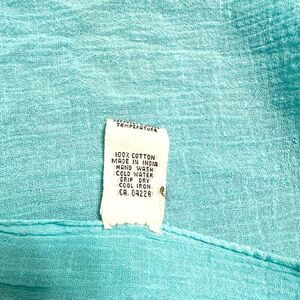 TEMPERATURE
100% COTTON
MADE IN INDIA
HAND WASH
COLD WATER
DRIP DRY
COOL IRON
CA. 04228